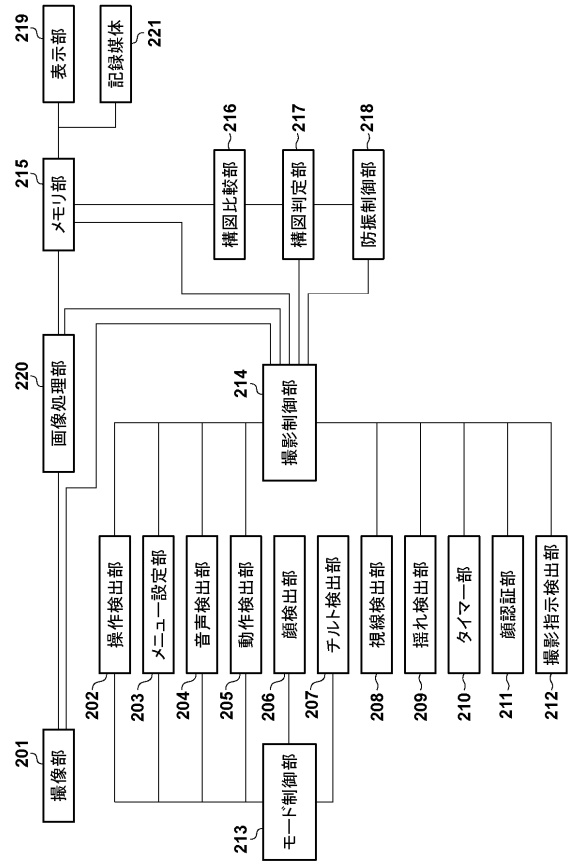 201
撮像部
220
画像処理部
215
メモリ部
219
表示部
221
記録媒体
202
操作検出部
203
メニュー設定部
204
音声検出部
205
動作検出部
206
顔検出部
207
チルト検出部
208
視線検出部
209
揺れ検出部
210
タイマー部
211
顔認証部
212
撮影指示検出部
213
モード制御部
214
撮影制御部
216
構図比較部
217
構図判定部
218
防振制御部